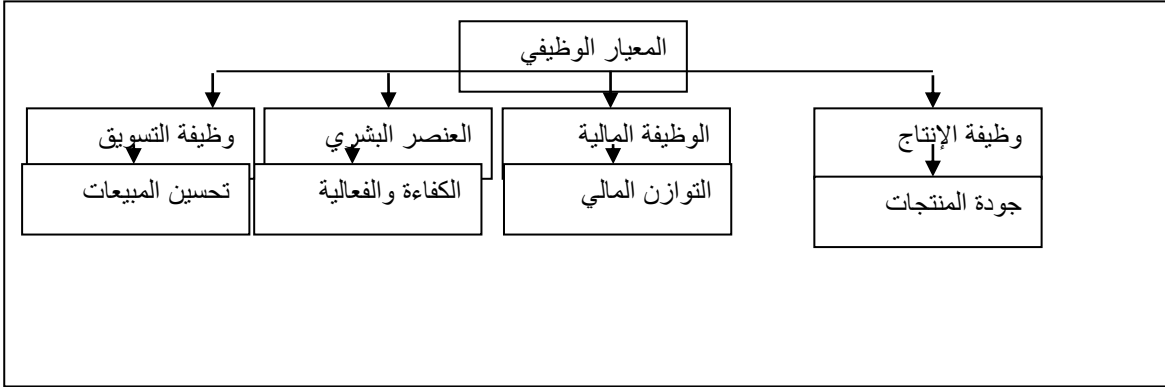 المعيار الوظيفي
وظيفة الإنتاج
الوظيفة المالية
العنصر البشري
وظيفة التسويق
جودة المنتجات
التوازن المالي
الكفاءة والفعالية
تحسين المبيعات